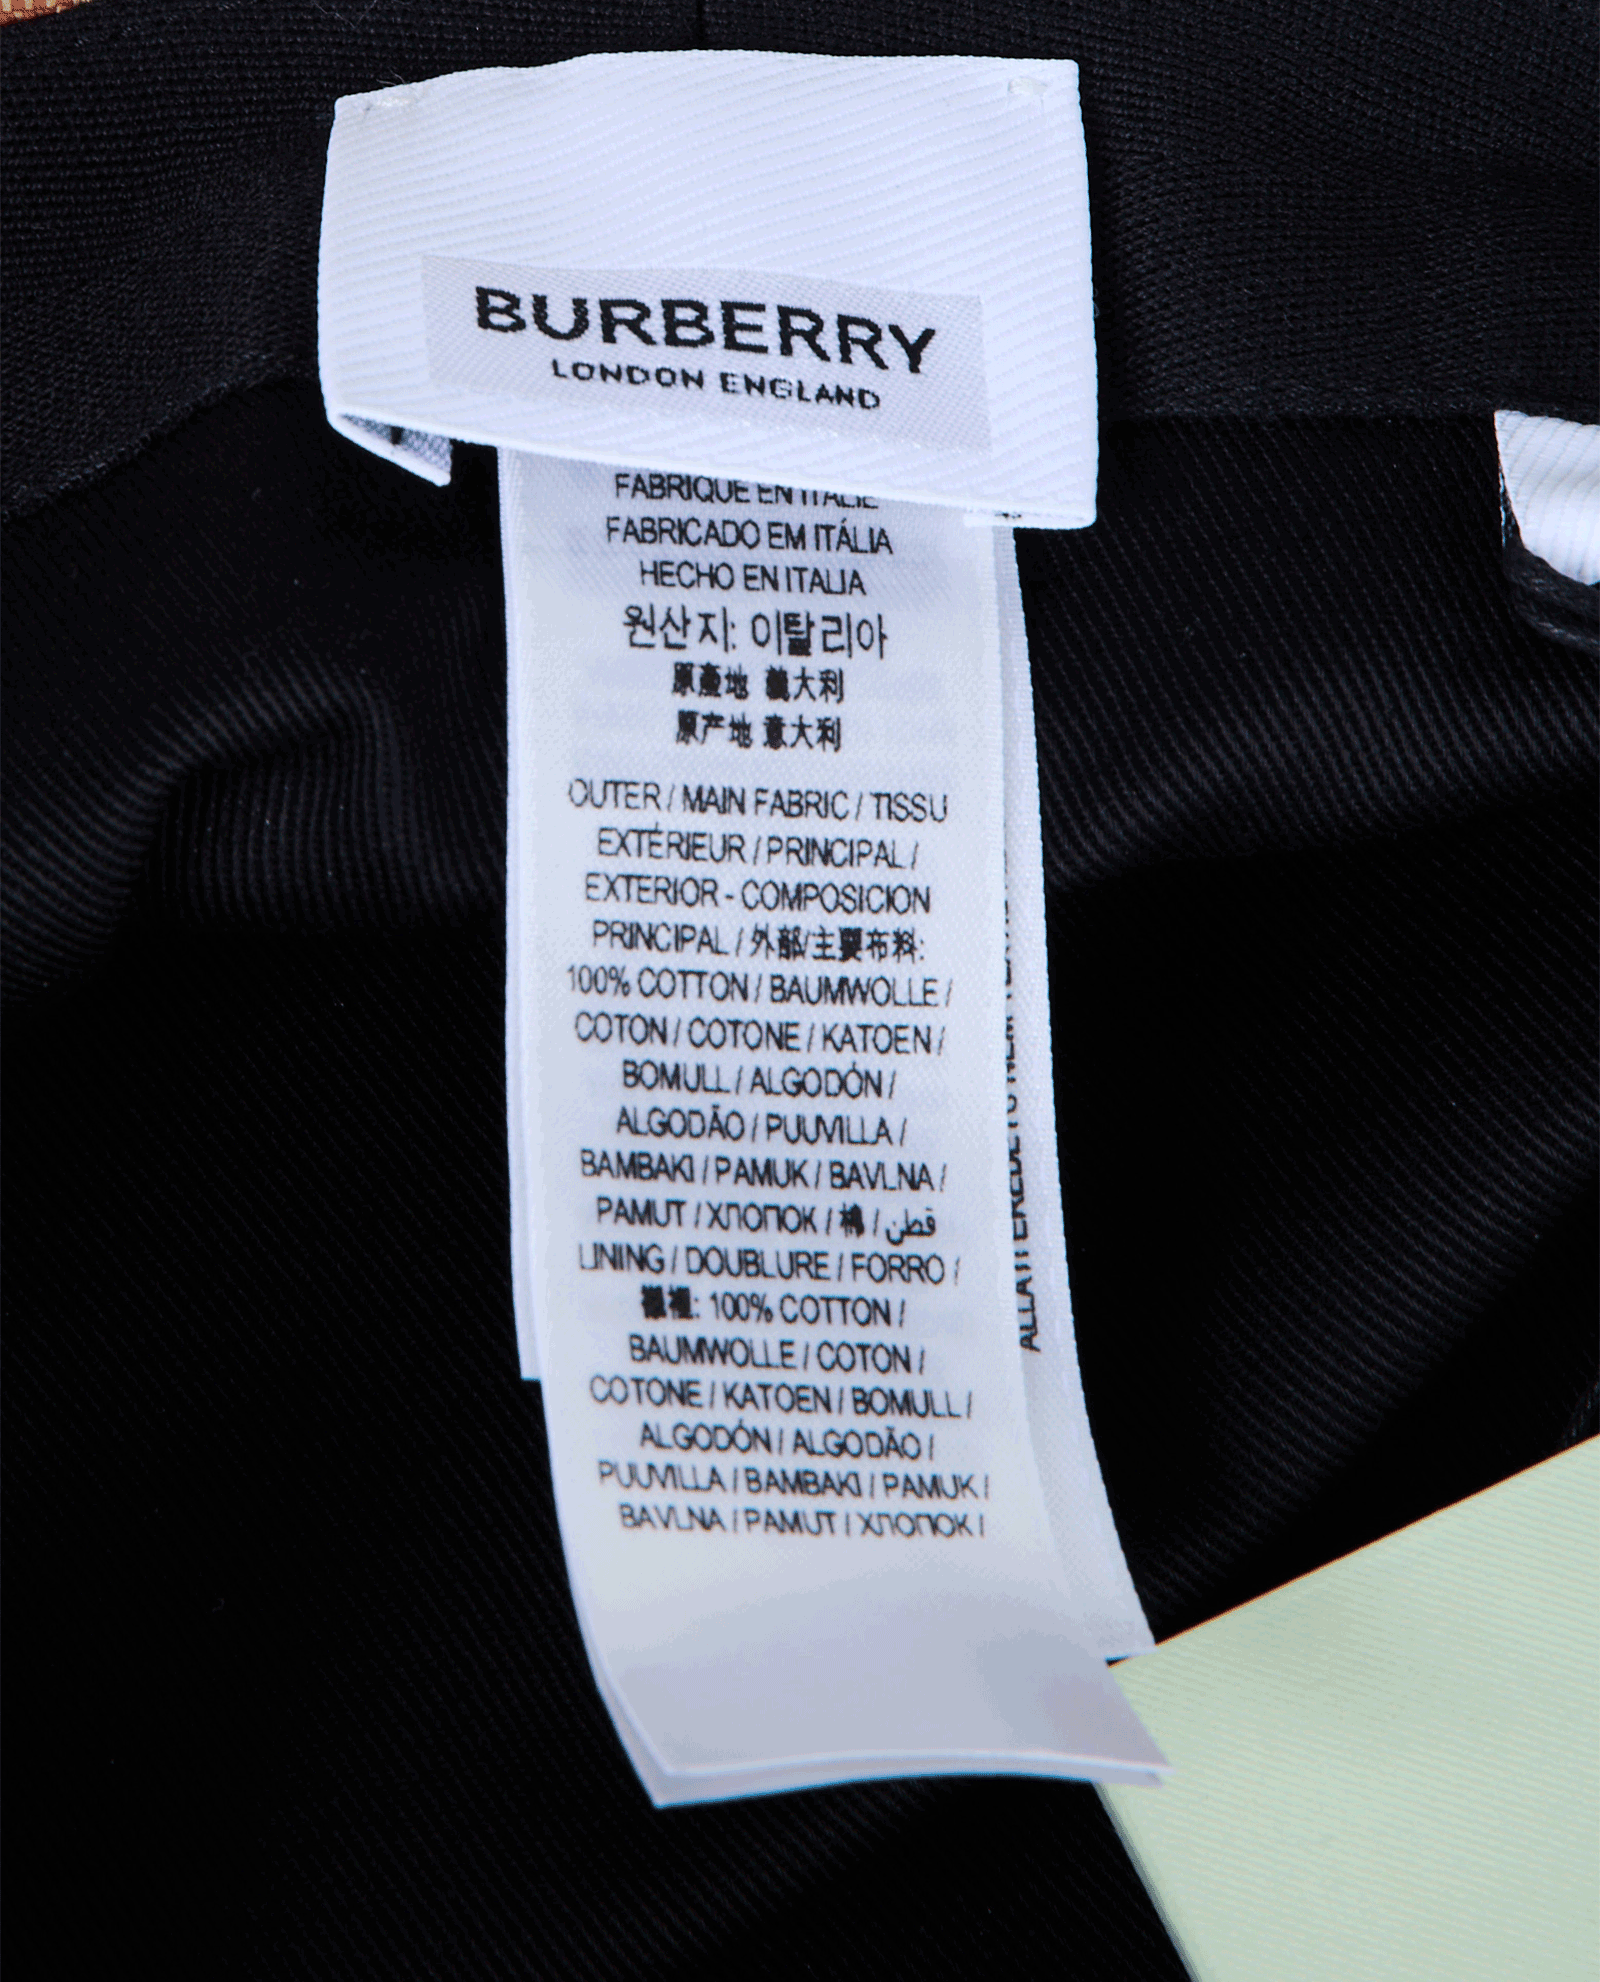 BURBERRY
LONDON ENGLAND
FABRIQUE EN ITALIE
FABRICADO EM ITÁLIA
HECHO EN ITALIA
원산지: 이탈리아
原產地 義大利
原产地 意大利
OUTER / MAIN FABRIC / TISSU
EXTÉRIEUR / PRINCIPAL /
EXTERIOR - COMPOSICION
PRINCIPAL / 外部/主要布料:
100% COTTON / BAUMWOLLE /
COTON / COTONE / KATOEN /
BOMULL / ALGODÓN /
ALGODÃO / PUUVILLA /
BAMBAKI / PAMUK / BAVLNA /
PAMUT / ХЛОПОК / 棉 / قطن
LINING / DOUBLURE / FORRO /
襯裡: 100% COTTON /
BAUMWOLLE / COTON /
COTONE / KATOEN / BOMULL /
ALGODÓN / ALGODÃO /
PUUVILLA / BAMBAKI / PAMUK /
BAVLNA / PAMUT / ХЛОПОК /